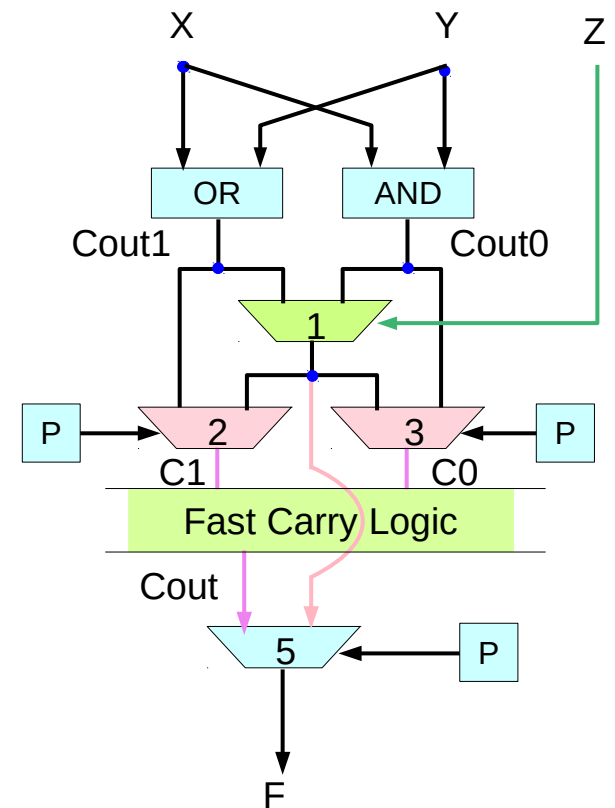 X Y Z
OR AND
Cout1 Cout0
1
P 2 3 P
C1 C0
Fast Carry Logic
Cout
5 P
F